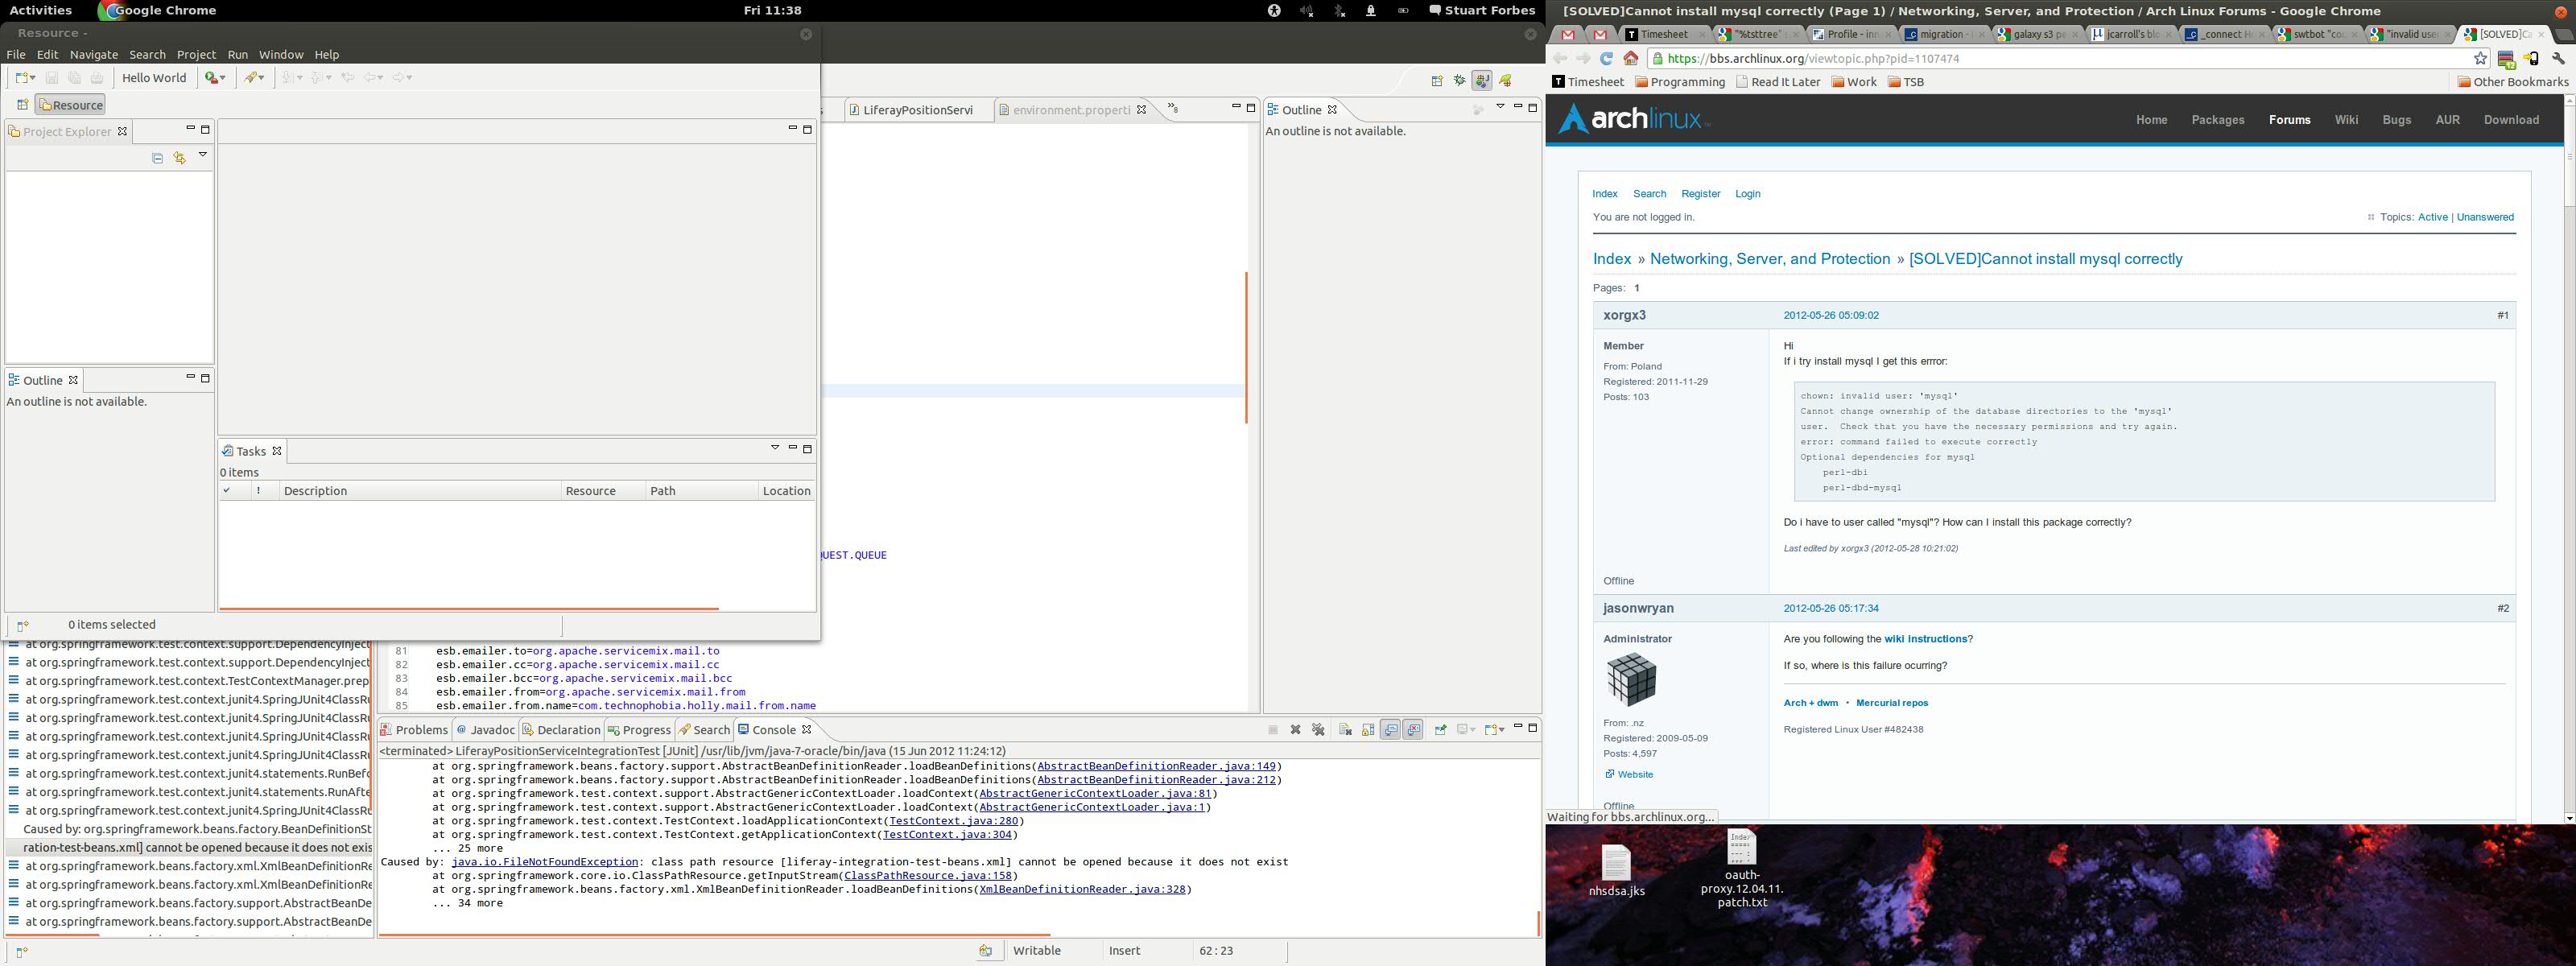 Activities
Google Chrome
Fri 11:38
Stuart Forbes
Resource -
File Edit Navigate Search Project Run Window Help
Hello World
Resource
Project Explorer
Outline
An outline is not available.
Tasks
0 items
! Description Resource Path Location
0 items selected
LiferayPositionServi
environment.properti
8
Outline
An outline is not available.
QUEST.QUEUE
81 esb.emailer.to=org.apache.servicemix.mail.to
82 esb.emailer.cc=org.apache.servicemix.mail.cc
83 esb.emailer.bcc=org.apache.servicemix.mail.bcc
84 esb.emailer.from=org.apache.servicemix.mail.from
85 esb.emailer.from.name=com.technophobia.holly.mail.from.name
at org.springframework.test.context.support.DependencyInject
at org.springframework.test.context.support.DependencyInject
at org.springframework.test.context.TestContextManager.prep
at org.springframework.test.context.junit4.SpringJUnit4ClassRu
at org.springframework.test.context.junit4.SpringJUnit4ClassRu
at org.springframework.test.context.junit4.SpringJUnit4ClassRu
at org.springframework.test.context.junit4.SpringJUnit4ClassRu
at org.springframework.test.context.junit4.statements.RunBefo
at org.springframework.test.context.junit4.statements.RunAfte
at org.springframework.test.context.junit4.SpringJUnit4ClassRu
Caused by: org.springframework.beans.factory.BeanDefinitionSt
ration-test-beans.xml] cannot be opened because it does not exis
at org.springframework.beans.factory.xml.XmlBeanDefinitionRe
at org.springframework.beans.factory.xml.XmlBeanDefinitionRe
at org.springframework.beans.factory.support.AbstractBeanDe
at org.springframework.beans.factory.support.AbstractBeanDe
Problems @ Javadoc Declaration Progress Search Console
<terminated> LiferayPositionServiceIntegrationTest [JUnit] /usr/lib/jvm/java-7-oracle/bin/java (15 Jun 2012 11:24:12)
at org.springframework.beans.factory.support.AbstractBeanDefinitionReader.loadBeanDefinitions(AbstractBeanDefinitionReader.java:149)
at org.springframework.beans.factory.support.AbstractBeanDefinitionReader.loadBeanDefinitions(AbstractBeanDefinitionReader.java:212)
at org.springframework.test.context.support.AbstractGenericContextLoader.loadContext(AbstractGenericContextLoader.java:81)
at org.springframework.test.context.support.AbstractGenericContextLoader.loadContext(AbstractGenericContextLoader.java:1)
at org.springframework.test.context.TestContext.loadApplicationContext(TestContext.java:280)
at org.springframework.test.context.TestContext.getApplicationContext(TestContext.java:304)
... 25 more
Caused by: java.io.FileNotFoundException: class path resource [liferay-integration-test-beans.xml] cannot be opened because it does not exist
at org.springframework.core.io.ClassPathResource.getInputStream(ClassPathResource.java:158)
at org.springframework.beans.factory.xml.XmlBeanDefinitionReader.loadBeanDefinitions(XmlBeanDefinitionReader.java:328)
... 34 more
Writable Insert 62 : 23
[SOLVED]Cannot install mysql correctly (Page 1) / Networking, Server, and Protection / Arch Linux Forums - Google Chrome
Timesheet "%tsttree" Profile - inn migration - galaxy s3 pe jcarroll's blo _connect H swtbot "cou "invalid use [SOLVED]Ca
https://bbs.archlinux.org/viewtopic.php?pid=1107474
Timesheet Programming Read It Later Work TSB Other Bookmarks
archlinux
Home Packages Forums Wiki Bugs AUR Download
Index Search Register Login
You are not logged in.
Topics: Active | Unanswered
Index » Networking, Server, and Protection » [SOLVED]Cannot install mysql correctly
Pages: 1
xorgx3 2012-05-26 05:09:02 #1
Member
From: Poland
Registered: 2011-11-29
Posts: 103
Hi
If i try install mysql I get this errror:
chown: invalid user: 'mysql'
Cannot change ownership of the database directories to the 'mysql'
user. Check that you have the necessary permissions and try again.
error: command failed to execute correctly
Optional dependencies for mysql
perl-dbi
perl-dbd-mysql
Do i have to user called "mysql"? How can I install this package correctly?
Last edited by xorgx3 (2012-05-28 10:21:02)
Offline
jasonwryan 2012-05-26 05:17:34 #2
Administrator
From: .nz
Registered: 2009-05-09
Posts: 4,597
Website
Offline
Are you following the wiki instructions?
If so, where is this failure ocurring?
Arch + dwm • Mercurial repos
Registered Linux User #482438
Waiting for bbs.archlinux.org...
nhsdsa.jks
oauth-
proxy.12.04.11.
patch.txt